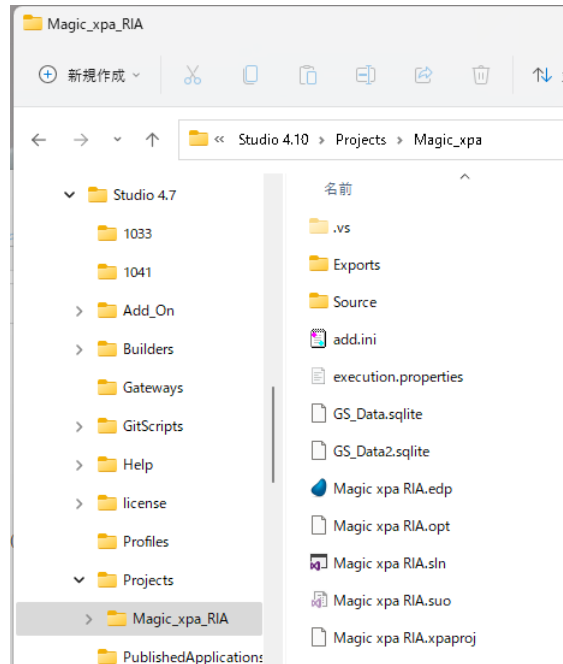 Magic_xpa_RIA
新規作成
« Studio 4.10 > Projects > Magic_xpa
Studio 4.7
1033
1041
Add_On
Builders
Gateways
GitScripts
Help
license
Profiles
Projects
Magic_xpa_RIA
PublishedApplications
名前
.vs
Exports
Source
add.ini
execution.properties
GS_Data.sqlite
GS_Data2.sqlite
Magic xpa RIA.edp
Magic xpa RIA.opt
Magic xpa RIA.sln
Magic xpa RIA.suo
Magic xpa RIA.xpaproj